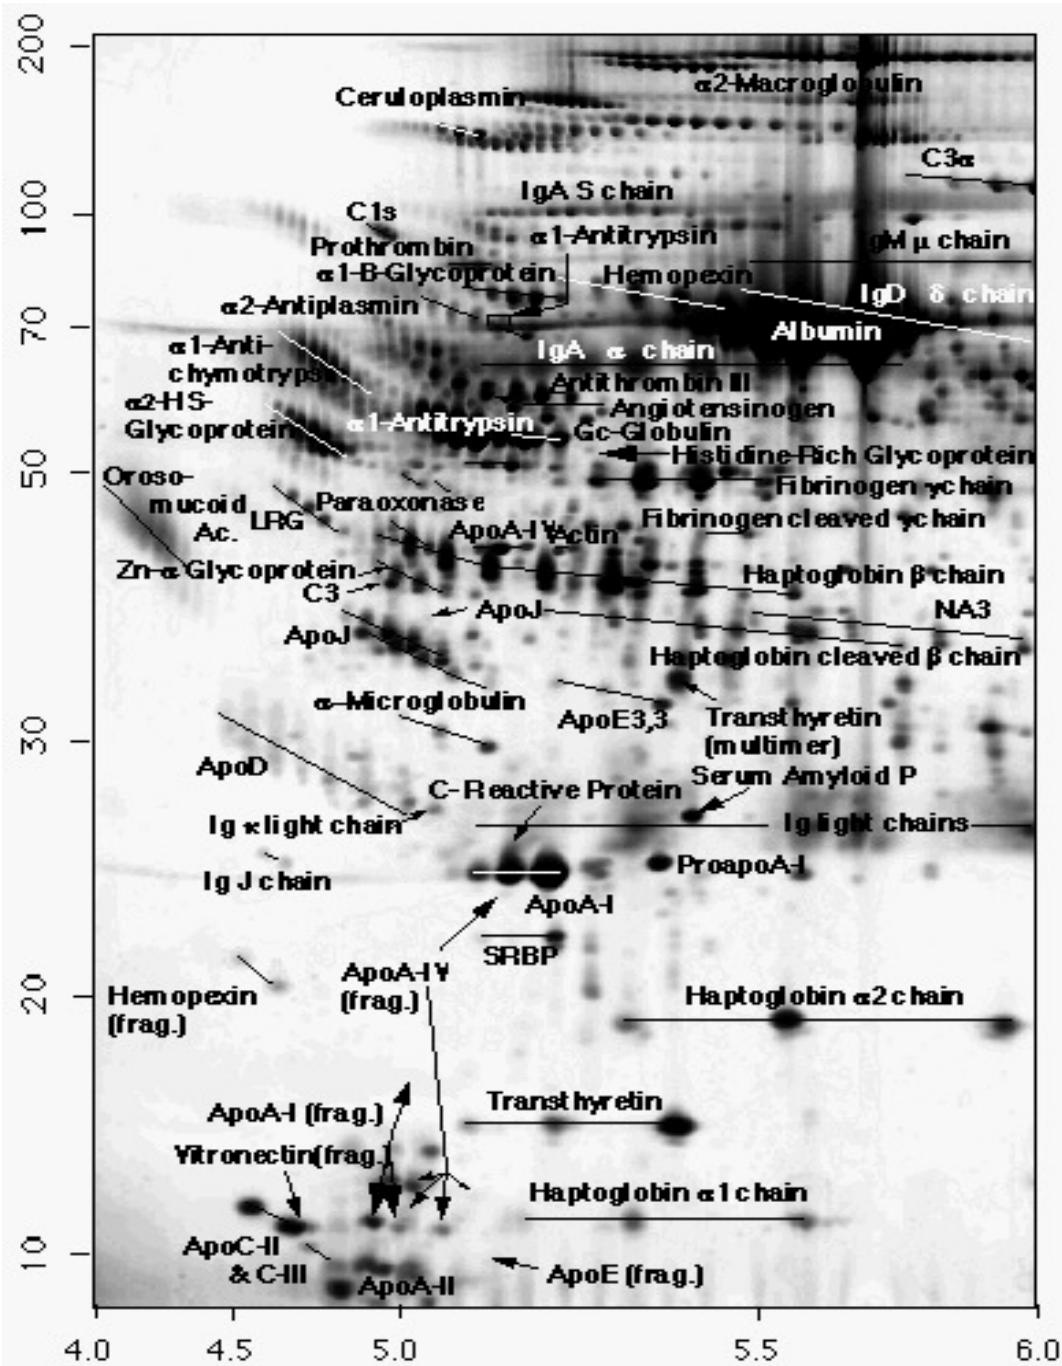 200
α2-Macroglobulin
Ceruloplasmin
C3α
IgA S chain
100
C1s
α1-Antitrypsin
Prothrombin
IgM μ chain
α1-B-Glycoprotein
Hemopexin
α2-Antiplasmin
IgD δ chain
70
Albumin
α1-Anti-
chymotryps
IgA α chain
Antithrombin III
α2-HS-
Glycoprotein
Angiotensinogen
α1-Antitrypsin
Gc-Globulin
Histidine-Rich Glycoprotein
50
Oroso-
mucoid
Ac.
LRG
Paraoxonase
Fibrinogen γchain
ApoA-IV
Actin
Fibrinogen cleaved γchain
Zn-α Glycoprotein
Haptoglobin β chain
C3
ApoJ
NA3
ApoJ
Haptoglobin cleaved β chain
α-Microglobulin
ApoE3,3
Transthyretin
(multimer)
30
ApoD
C-Reactive Protein
Serum Amyloid P
Ig κ light chain
Ig light chains
Ig J chain
ProapoA-I
ApoA-I
SRBP
ApoA-IV
(frag.)
20
Hemopexin
(frag.)
Haptoglobin α2 chain
ApoA-I (frag.)
Transthyretin
Vitronectin(frag.)
Haptoglobin α1 chain
ApoC-II
& C-III
10
ApoA-II
ApoE (frag.)
4.0 4.5 5.0 5.5 6.0